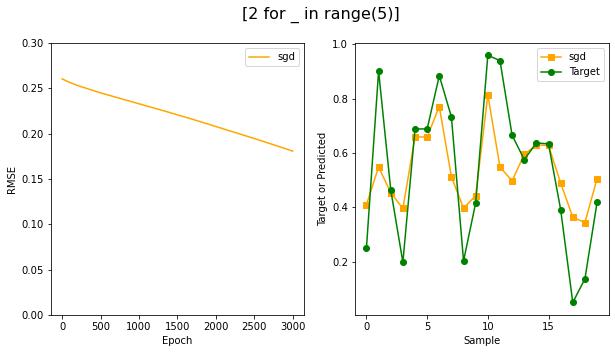 [2 for _ in range(5)]
0.30
0.25
0.20
0.15
0.10
0.05
0.00
RMSE
0 500 1000 1500 2000 2500 3000
Epoch
sgd
1.0
0.8
0.6
0.4
0.2
Target or Predicted
0 5 10 15
Sample
sgd
Target